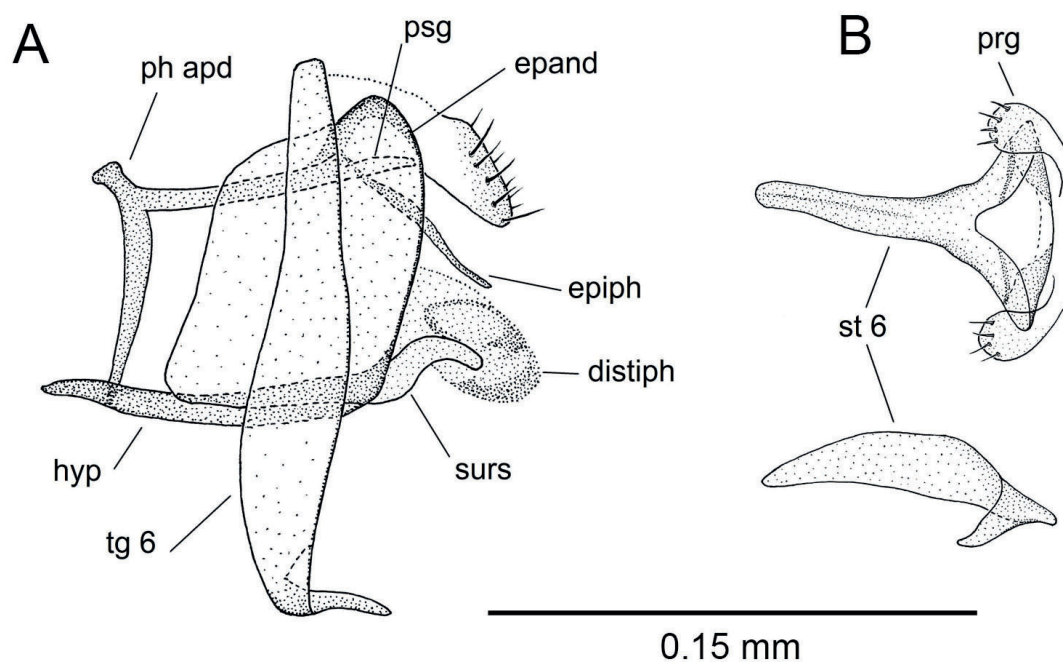 A
psg
ph apd
epand
epiph
distiph
hyp
surs
tg 6
B
prg
st 6
0.15 mm